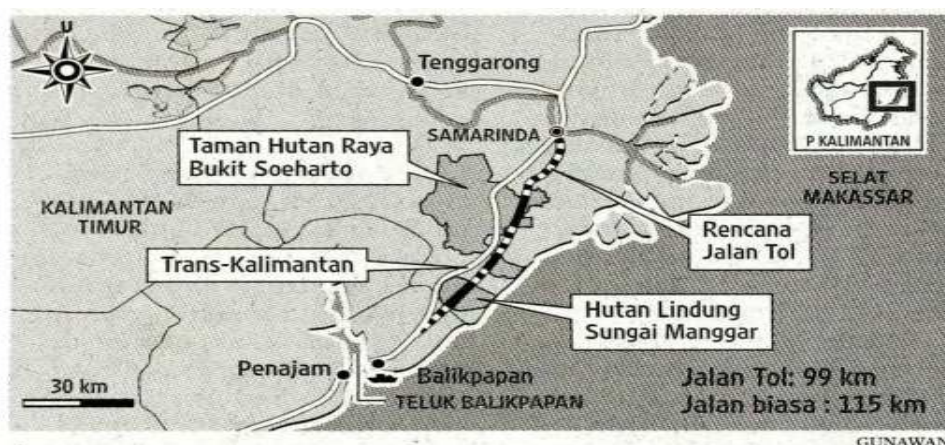 U
Tenggarong
SAMARINDA
Taman Hutan Raya
Bukit Soeharto
P KALIMANTAN
SELAT
MAKASSAR
KALIMANTAN
TIMUR
Rencana
Jalan Tol
Trans-Kalimantan
Hutan Lindung
Sungai Manggar
Penajam
Balikpapan
30 km
TELUK BALIKPAPAN
Jalan Tol: 99 km
Jalan biasa : 115 km
GUNAWAN